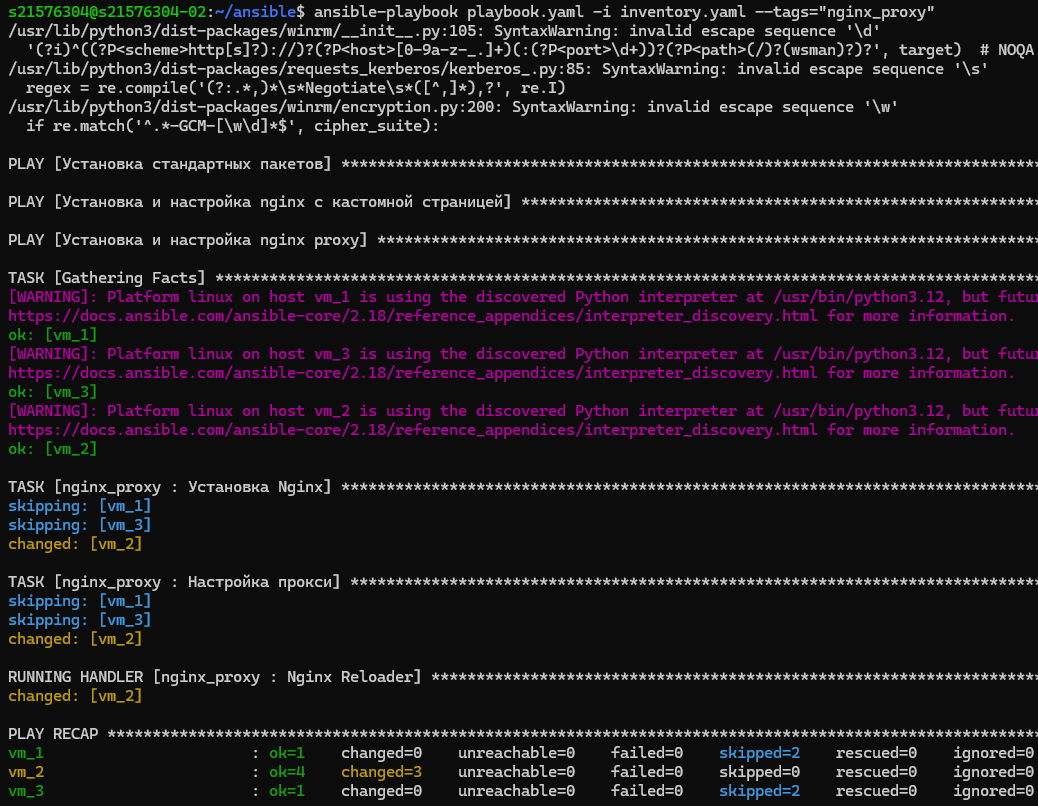 s21576304@s21576304-02:~/ansible$ ansible-playbook playbook.yaml -i inventory.yaml --tags="nginx_proxy"
/usr/lib/python3/dist-packages/winrm/__init__.py:105: SyntaxWarning: invalid escape sequence '\d'
  '(?i)^((?P<scheme>http[s]?)://)?(?P<host>[0-9a-z-_.]+)(:(?P<port>\d+))?(?P<path>(/)?(wsman)?)?', target)  # NOQA
/usr/lib/python3/dist-packages/requests_kerberos/kerberos_.py:85: SyntaxWarning: invalid escape sequence '\s'
  regex = re.compile('(?:.*,)*\s*Negotiate\s*([^,]*),?', re.I)
/usr/lib/python3/dist-packages/winrm/encryption.py:200: SyntaxWarning: invalid escape sequence '\w'
  if re.match('^.*-GCM-[\w\d]*$', cipher_suite):
PLAY [Установка стандартных пакетов] *****************************************************************************
PLAY [Установка и настройка nginx с кастомной страницей] *********************************************************
PLAY [Установка и настройка nginx proxy] *************************************************************************
TASK [Gathering Facts] *******************************************************************************************
[WARNING]: Platform linux on host vm_1 is using the discovered Python interpreter at /usr/bin/python3.12, but futur
https://docs.ansible.com/ansible-core/2.18/reference_appendices/interpreter_discovery.html for more information.
ok: [vm_1]
[WARNING]: Platform linux on host vm_3 is using the discovered Python interpreter at /usr/bin/python3.12, but futur
https://docs.ansible.com/ansible-core/2.18/reference_appendices/interpreter_discovery.html for more information.
ok: [vm_3]
[WARNING]: Platform linux on host vm_2 is using the discovered Python interpreter at /usr/bin/python3.12, but futur
https://docs.ansible.com/ansible-core/2.18/reference_appendices/interpreter_discovery.html for more information.
ok: [vm_2]
TASK [nginx_proxy : Установка Nginx] *****************************************************************************
skipping: [vm_1]
skipping: [vm_3]
changed: [vm_2]
TASK [nginx_proxy : Настройка прокси] ****************************************************************************
skipping: [vm_1]
skipping: [vm_3]
changed: [vm_2]
RUNNING HANDLER [nginx_proxy : Nginx Reloader] *******************************************************************
changed: [vm_2]
PLAY RECAP *******************************************************************************************************
vm_1                       : ok=1    changed=0    unreachable=0    failed=0    skipped=2    rescued=0    ignored=0
vm_2                       : ok=4    changed=3    unreachable=0    failed=0    skipped=0    rescued=0    ignored=0
vm_3                       : ok=1    changed=0    unreachable=0    failed=0    skipped=2    rescued=0    ignored=0